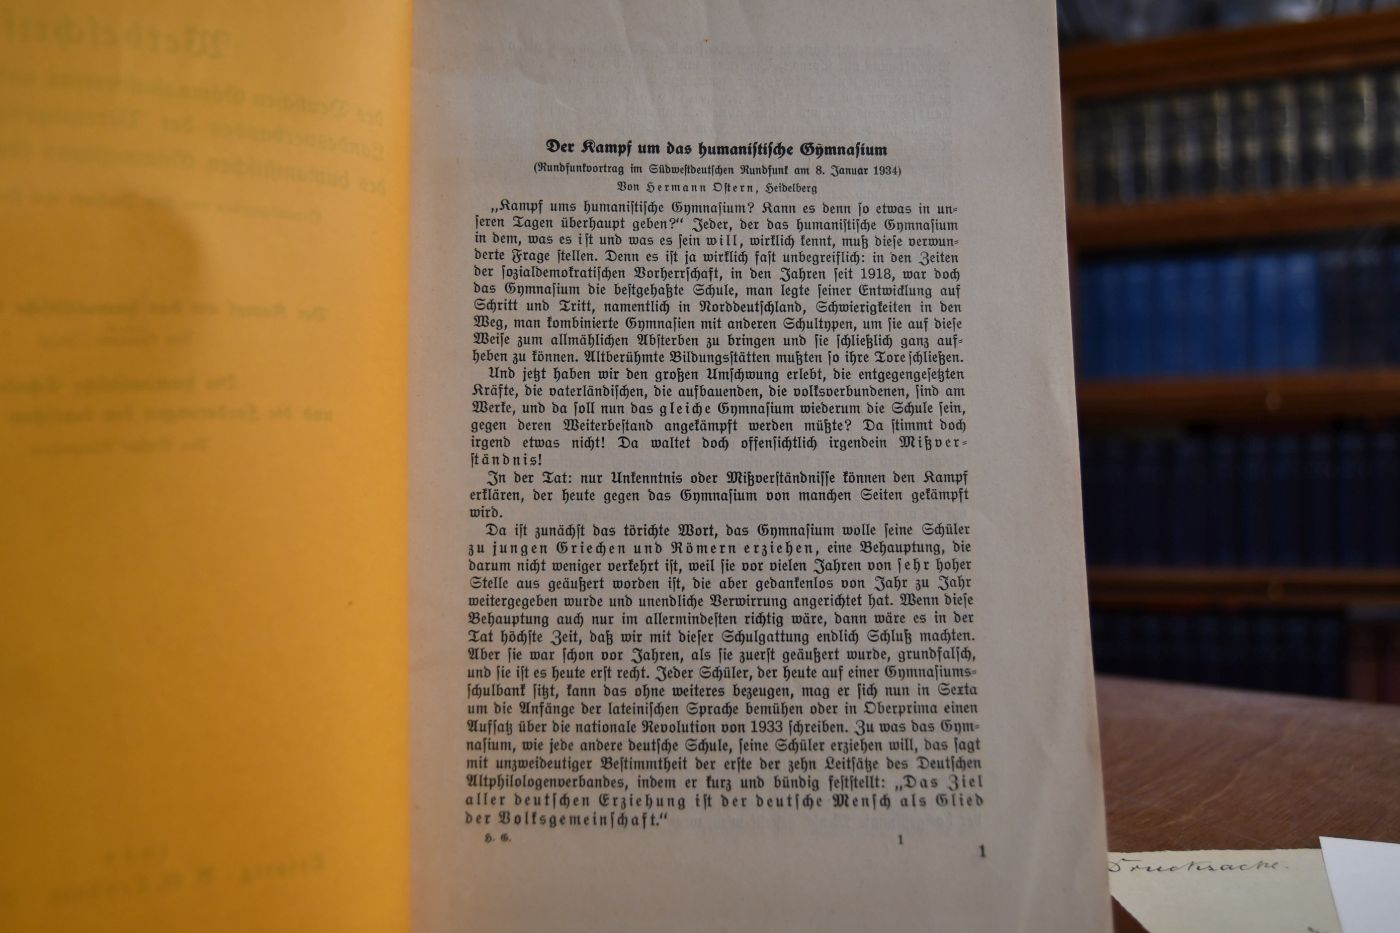 Der Kampf um das humanistische Gymnasium
(Rundfunkvortrag im Südwestdeutschen Rundfunk am 8. Januar 1934)
Von Hermann Ostern, Heidelberg
„Kampf ums humanistische Gymnasium? Kann es denn so etwas in un-
seren Tagen überhaupt geben?“ Jeder, der das humanistische Gymnasium
in dem, was es ist und was es sein will, wirklich kennt, muß diese verwun-
derte Frage stellen. Denn es ist ja wirklich fast unbegreiflich: in den Zeiten
der sozialdemokratischen Vorherrschaft, in den Jahren seit 1918, war doch
das Gymnasium die bestgehaßte Schule, man legte seiner Entwicklung auf
Schritt und Tritt, namentlich in Norddeutschland, Schwierigkeiten in den
Weg, man kombinierte Gymnasien mit anderen Schultypen, um sie auf diese
Weise zum allmählichen Absterben zu bringen und sie schließlich ganz auf-
heben zu können. Altberühmte Bildungsstätten mußten so ihre Tore schließen.
Und jetzt haben wir den großen Umschwung erlebt, die entgegengesetzten
Kräfte, die vaterländischen, die aufbauenden, die volksverbundenen, sind am
Werke, und da soll nun das gleiche Gymnasium wiederum die Schule sein,
gegen deren Weiterbestand angekämpft werden müßte? Da stimmt doch
irgend etwas nicht! Da waltet doch offensichtlich irgendein Mißver-
ständnis!
In der Tat: nur Unkenntnis oder Mißverständnisse können den Kampf
erklären, der heute gegen das Gymnasium von manchen Seiten gekämpft
wird.
Da ist zunächst das törichte Wort, das Gymnasium wolle seine Schüler
zu jungen Griechen und Römern erziehen, eine Behauptung, die
darum nicht weniger verkehrt ist, weil sie vor vielen Jahren von sehr hoher
Stelle aus geäußert worden ist, die aber gedankenlos von Jahr zu Jahr
weitergegeben wurde und unendliche Verwirrung angerichtet hat. Wenn diese
Behauptung auch nur im allermindesten richtig wäre, dann wäre es in der
Tat höchste Zeit, daß wir mit dieser Schulgattung endlich Schluß machten.
Aber sie war schon vor Jahren, als sie zuerst geäußert wurde, grundfalsch,
und sie ist es heute erst recht. Jeder Schüler, der heute auf einer Gymnasiums-
schulbank sitzt, kann das ohne weiteres bezeugen, mag er sich nun in Sexta
um die Anfänge der lateinischen Sprache bemühen oder in Oberprima einen
Aufsatz über die nationale Revolution von 1933 schreiben. Zu was das Gym-
nasium, wie jede andere deutsche Schule, seine Schüler erziehen will, das sagt
mit unzweideutiger Bestimmtheit der erste der zehn Leitsätze des Deutschen
Altphilologenverbandes, indem er kurz und bündig feststellt: „Das Ziel
aller deutschen Erziehung ist der deutsche Mensch als Glied
der Volksgemeinschaft.“
H. G. 1
1
Drucksache.